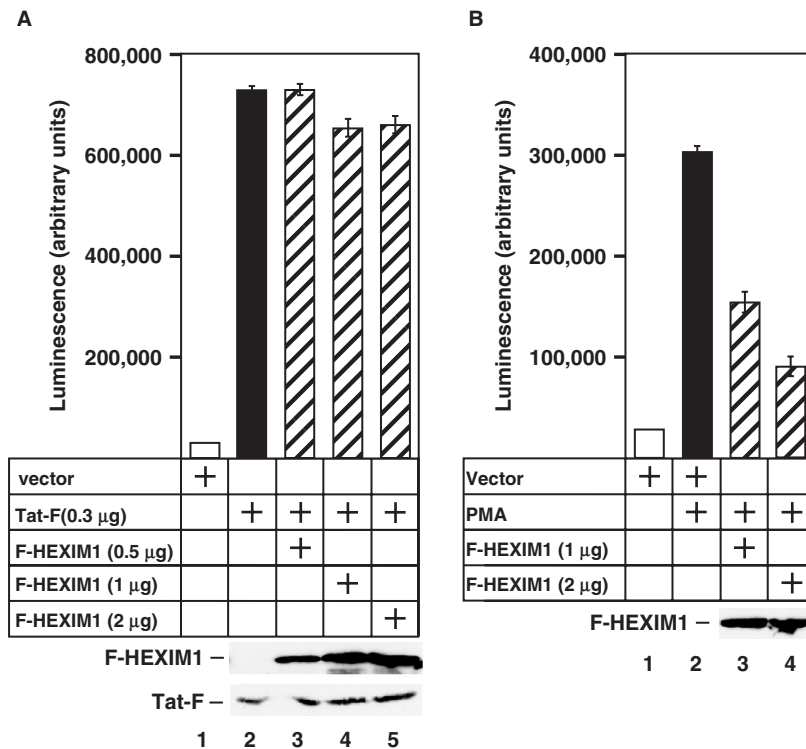 A
Luminescence (arbitrary units)
800,000
600,000
400,000
200,000
vector + 
Tat-F(0.3 µg) + + + +
F-HEXIM1 (0.5 µg) +
F-HEXIM1 (1 µg) +
F-HEXIM1 (2 µg) +
F-HEXIM1 –
Tat-F –
1 2 3 4 5
B
Luminescence (arbitrary units)
400,000
300,000
200,000
100,000
Vector + +
PMA + + +
F-HEXIM1 (1 µg) +
F-HEXIM1 (2 µg) +
F-HEXIM1 –
1 2 3 4